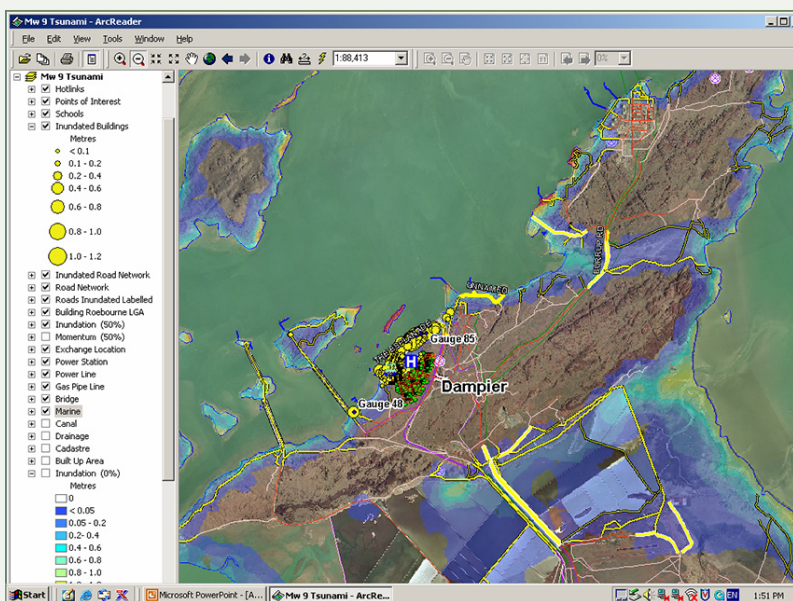 Mw 9 Tsunami - ArcReader
File Edit View Tools Window Help
1:88,413
0%
Mw 9 Tsunami
Hotlinks
Points of Interest
Schools
Inundated Buildings
Metres
< 0.1
0.1 - 0.2
0.2 - 0.4
0.4 - 0.6
0.6 - 0.8
0.8 - 1.0
1.0 - 1.2
Inundated Road Network
Road Network
Roads Inundated Labelled
Building Roebourne LGA
Inundation (50%)
Momentum (50%)
Exchange Location
Power Station
Power Line
Gas Pipe Line
Bridge
Marine
Canal
Drainage
Cadastre
Built Up Area
Inundation (0%)
Metres
0
< 0.05
0.05 - 0.2
0.2 - 0.4
0.4 - 0.6
0.6 - 0.8
0.8 - 1.0
BURRUP RD
UNNAMED
THE ESPLANADE
Gauge 85
H
Dampier
Gauge 48
Start
Microsoft PowerPoint - [A...
Mw 9 Tsunami - ArcRe...
EN
1:51 PM